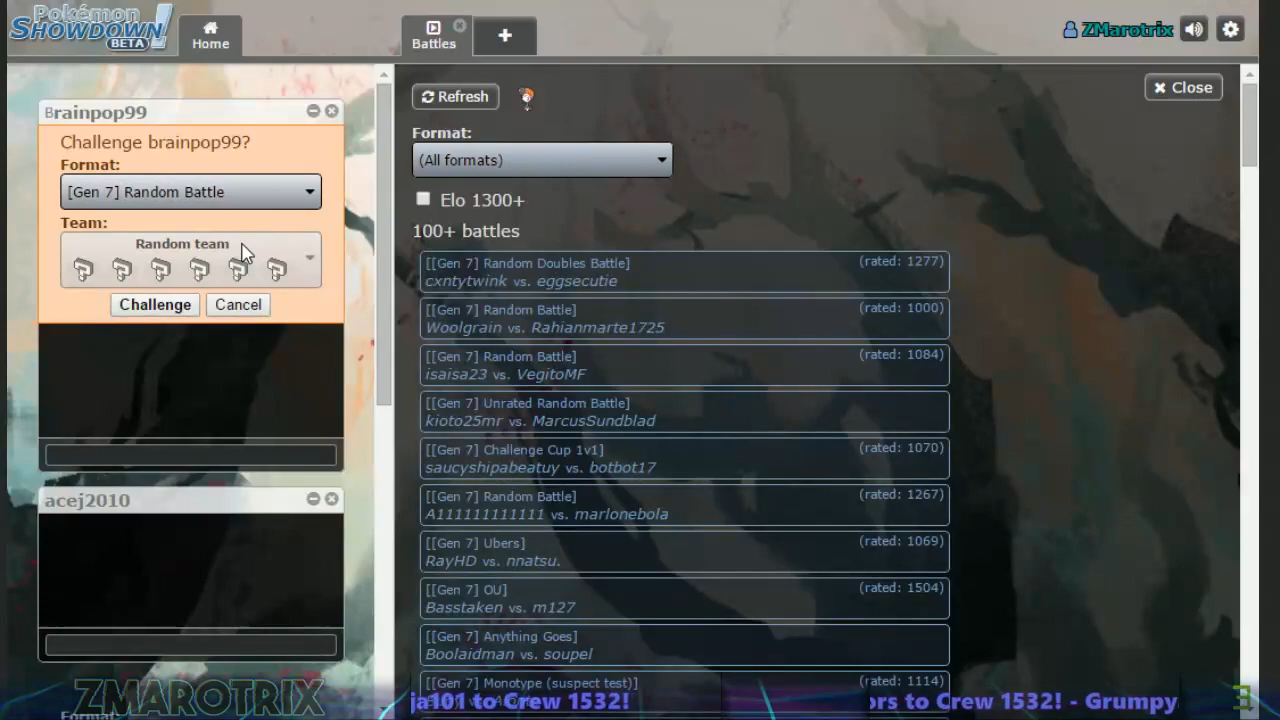 Pokémon
SHOWDOWN!
BETA
Home
Battles
ZMarotrix
Brainpop99
Challenge brainpop99?
Format:
[Gen 7] Random Battle
Team:
Random team
Challenge
Cancel
acej2010
ZMAROTRIX
Refresh
Close
Format:
(All formats)
Elo 1300+
100+ battles
[[Gen 7] Random Doubles Battle] (rated: 1277)
cxntytwink vs. eggsecutie
[[Gen 7] Random Battle] (rated: 1000)
Woolgrain vs. Rahianmarte1725
[[Gen 7] Random Battle] (rated: 1084)
isaisa23 vs. VegitoMF
[[Gen 7] Unrated Random Battle]
kioto25mr vs. MarcusSundblad
[[Gen 7] Challenge Cup 1v1] (rated: 1070)
saucyshipabeatuy vs. botbot17
[[Gen 7] Random Battle] (rated: 1267)
A111111111111 vs. marlonebola
[[Gen 7] Ubers] (rated: 1069)
RayHD vs. nnatsu.
[[Gen 7] OU] (rated: 1504)
Basstaken vs. m127
[[Gen 7] Anything Goes]
Boolaidman vs. soupel
[[Gen 7] Monotype (suspect test)] (rated: 1114)
ja101 to Crew 1532! ors to Crew 1532! - Grumpy